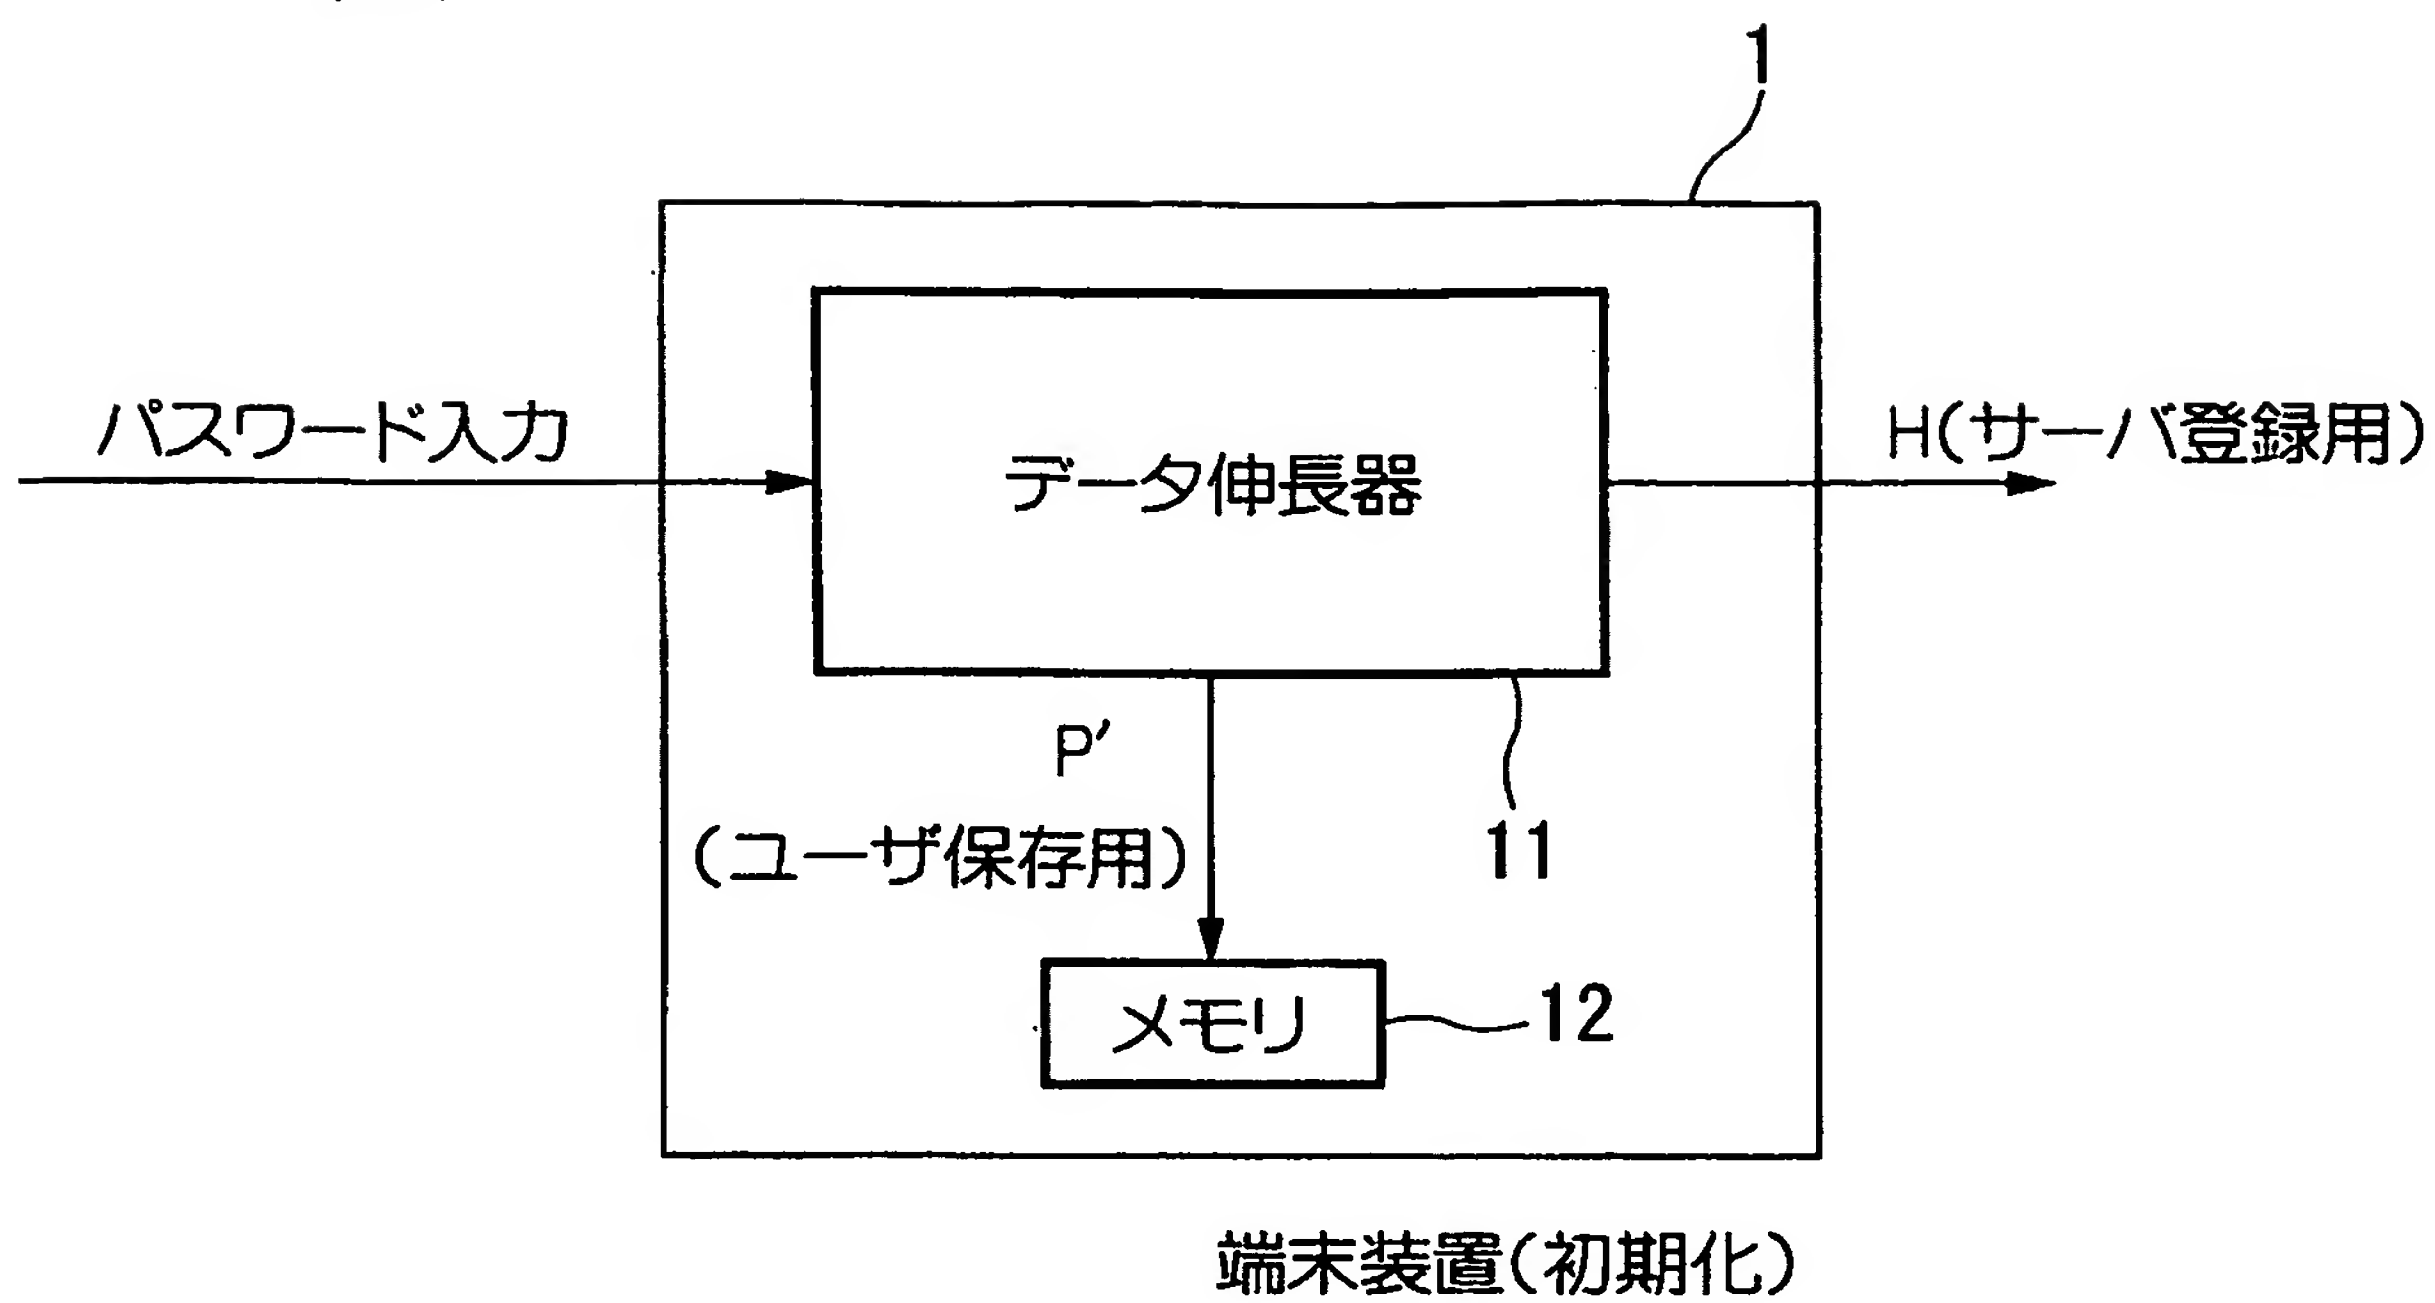 1
パスワード入力
データ伸長器
H(サーバ登録用)
P′
(ユーザ保存用)
11
メモリ
12
端末装置(初期化)